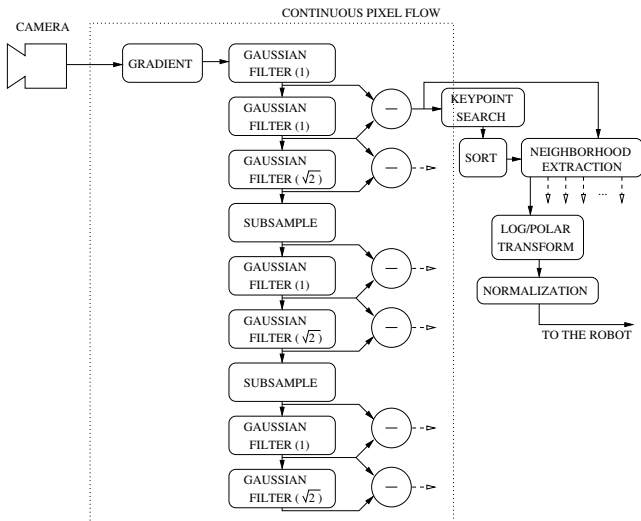 CONTINUOUS PIXEL FLOW
CAMERA
GRADIENT
GAUSSIAN
FILTER (1)
GAUSSIAN
FILTER (1)
GAUSSIAN
FILTER (√2)
SUBSAMPLE
GAUSSIAN
FILTER (1)
GAUSSIAN
FILTER (√2)
SUBSAMPLE
GAUSSIAN
FILTER (1)
GAUSSIAN
FILTER (√2)
KEYPOINT
SEARCH
SORT
NEIGHBORHOOD
EXTRACTION
...
LOG/POLAR
TRANSFORM
NORMALIZATION
TO THE ROBOT